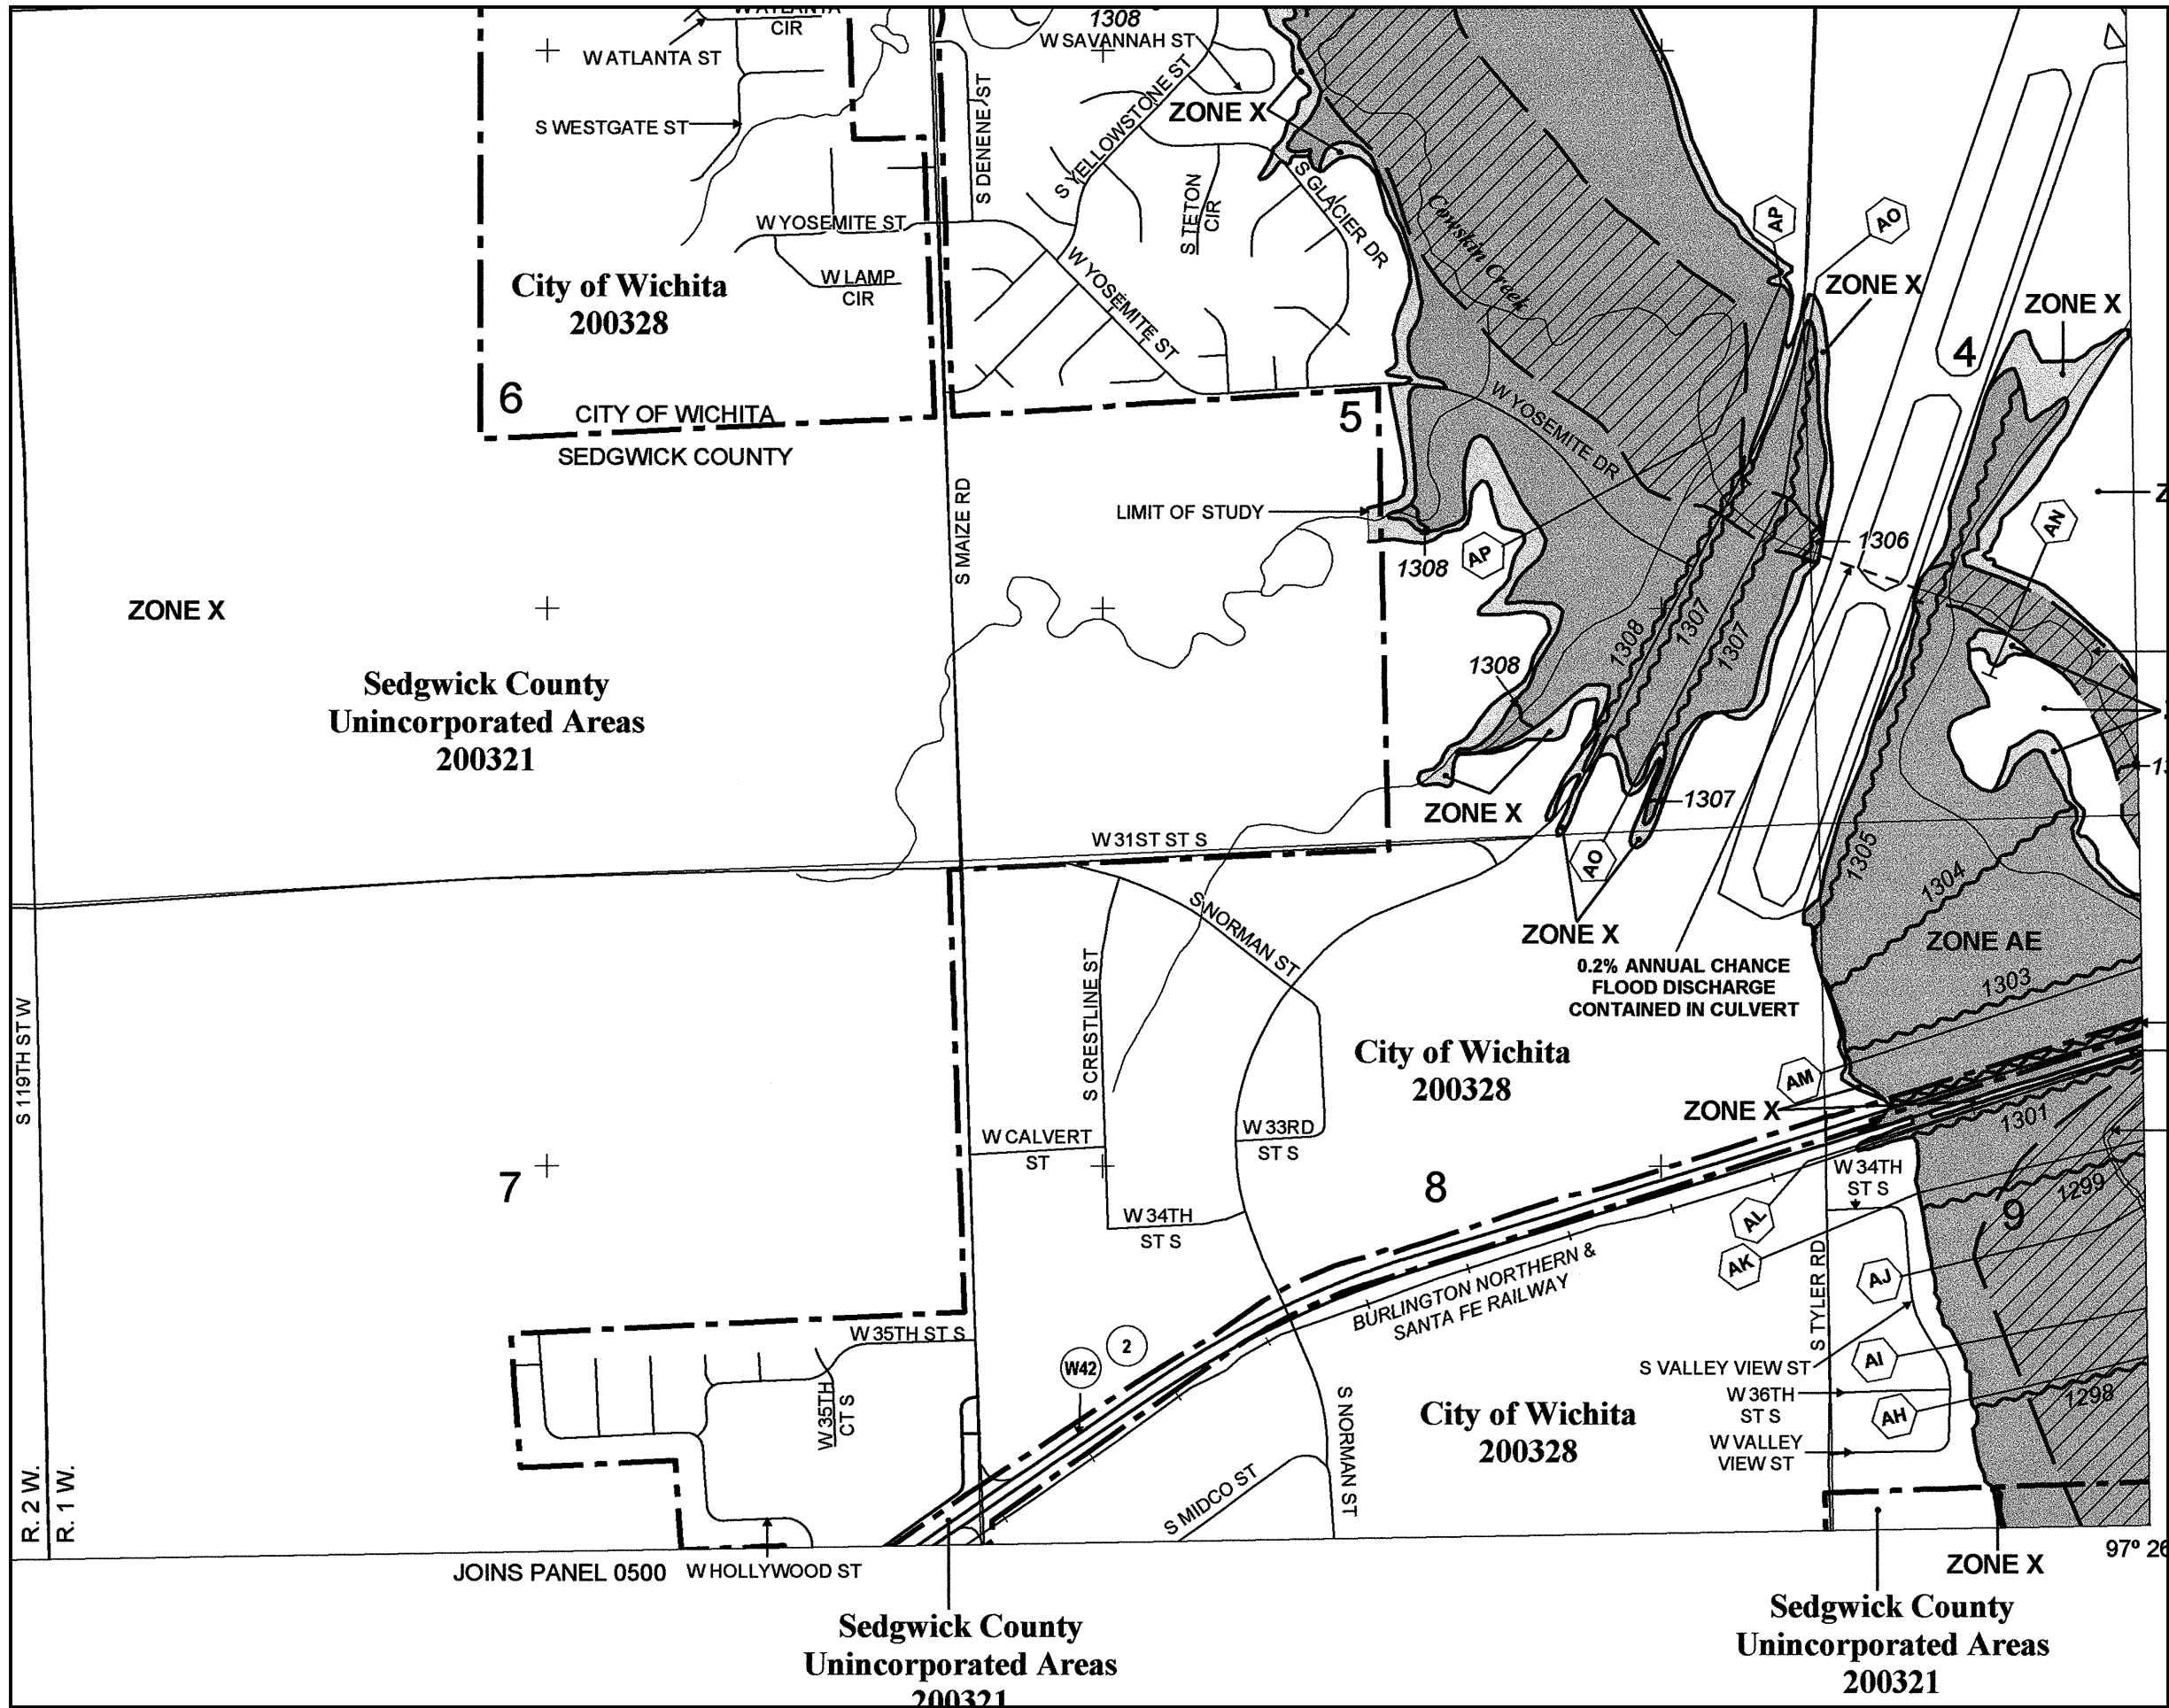 W ATLANTA
CIR
W ATLANTA ST
S WESTGATE ST
1308
W SAVANNAH ST
S DENENE ST
S YELLOWSTONE ST
ZONE X
S GLACIER DR
S TETON
CIR
W YOSEMITE ST
W LAMP
CIR
W YOSEMITE ST
City of Wichita
200328
6
CITY OF WICHITA
SEDGWICK COUNTY
5
Cowskin Creek
W YOSEMITE DR
AP
AO
ZONE X
4
ZONE X
AN
LIMIT OF STUDY
1308
AP
1306
S MAIZE RD
ZONE X
Sedgwick County
Unincorporated Areas
200321
1308
1307
1307
1308
ZONE X
1307
W 31ST ST S
AO
ZONE X
0.2% ANNUAL CHANCE
FLOOD DISCHARGE
CONTAINED IN CULVERT
1305
1304
ZONE AE
1303
S NORMAN ST
S CRESTLINE ST
City of Wichita
200328
AM
ZONE X
1301
S 119TH ST W
W CALVERT
ST
W 33RD
ST S
7
8
W 34TH
ST S
W 34TH
ST S
1299
9
AL
AK
AJ
S TYLER RD
BURLINGTON NORTHERN &
SANTA FE RAILWAY
W 35TH ST S
W 35TH
CT S
2
W42
S VALLEY VIEW ST
AI
W 36TH
ST S
AH
1298
W VALLEY
VIEW ST
City of Wichita
200328
S NORMAN ST
S MIDCO ST
R. 2 W.
R. 1 W.
JOINS PANEL 0500
W HOLLYWOOD ST
ZONE X
97° 26
Sedgwick County
Unincorporated Areas
200321
Sedgwick County
Unincorporated Areas
200321